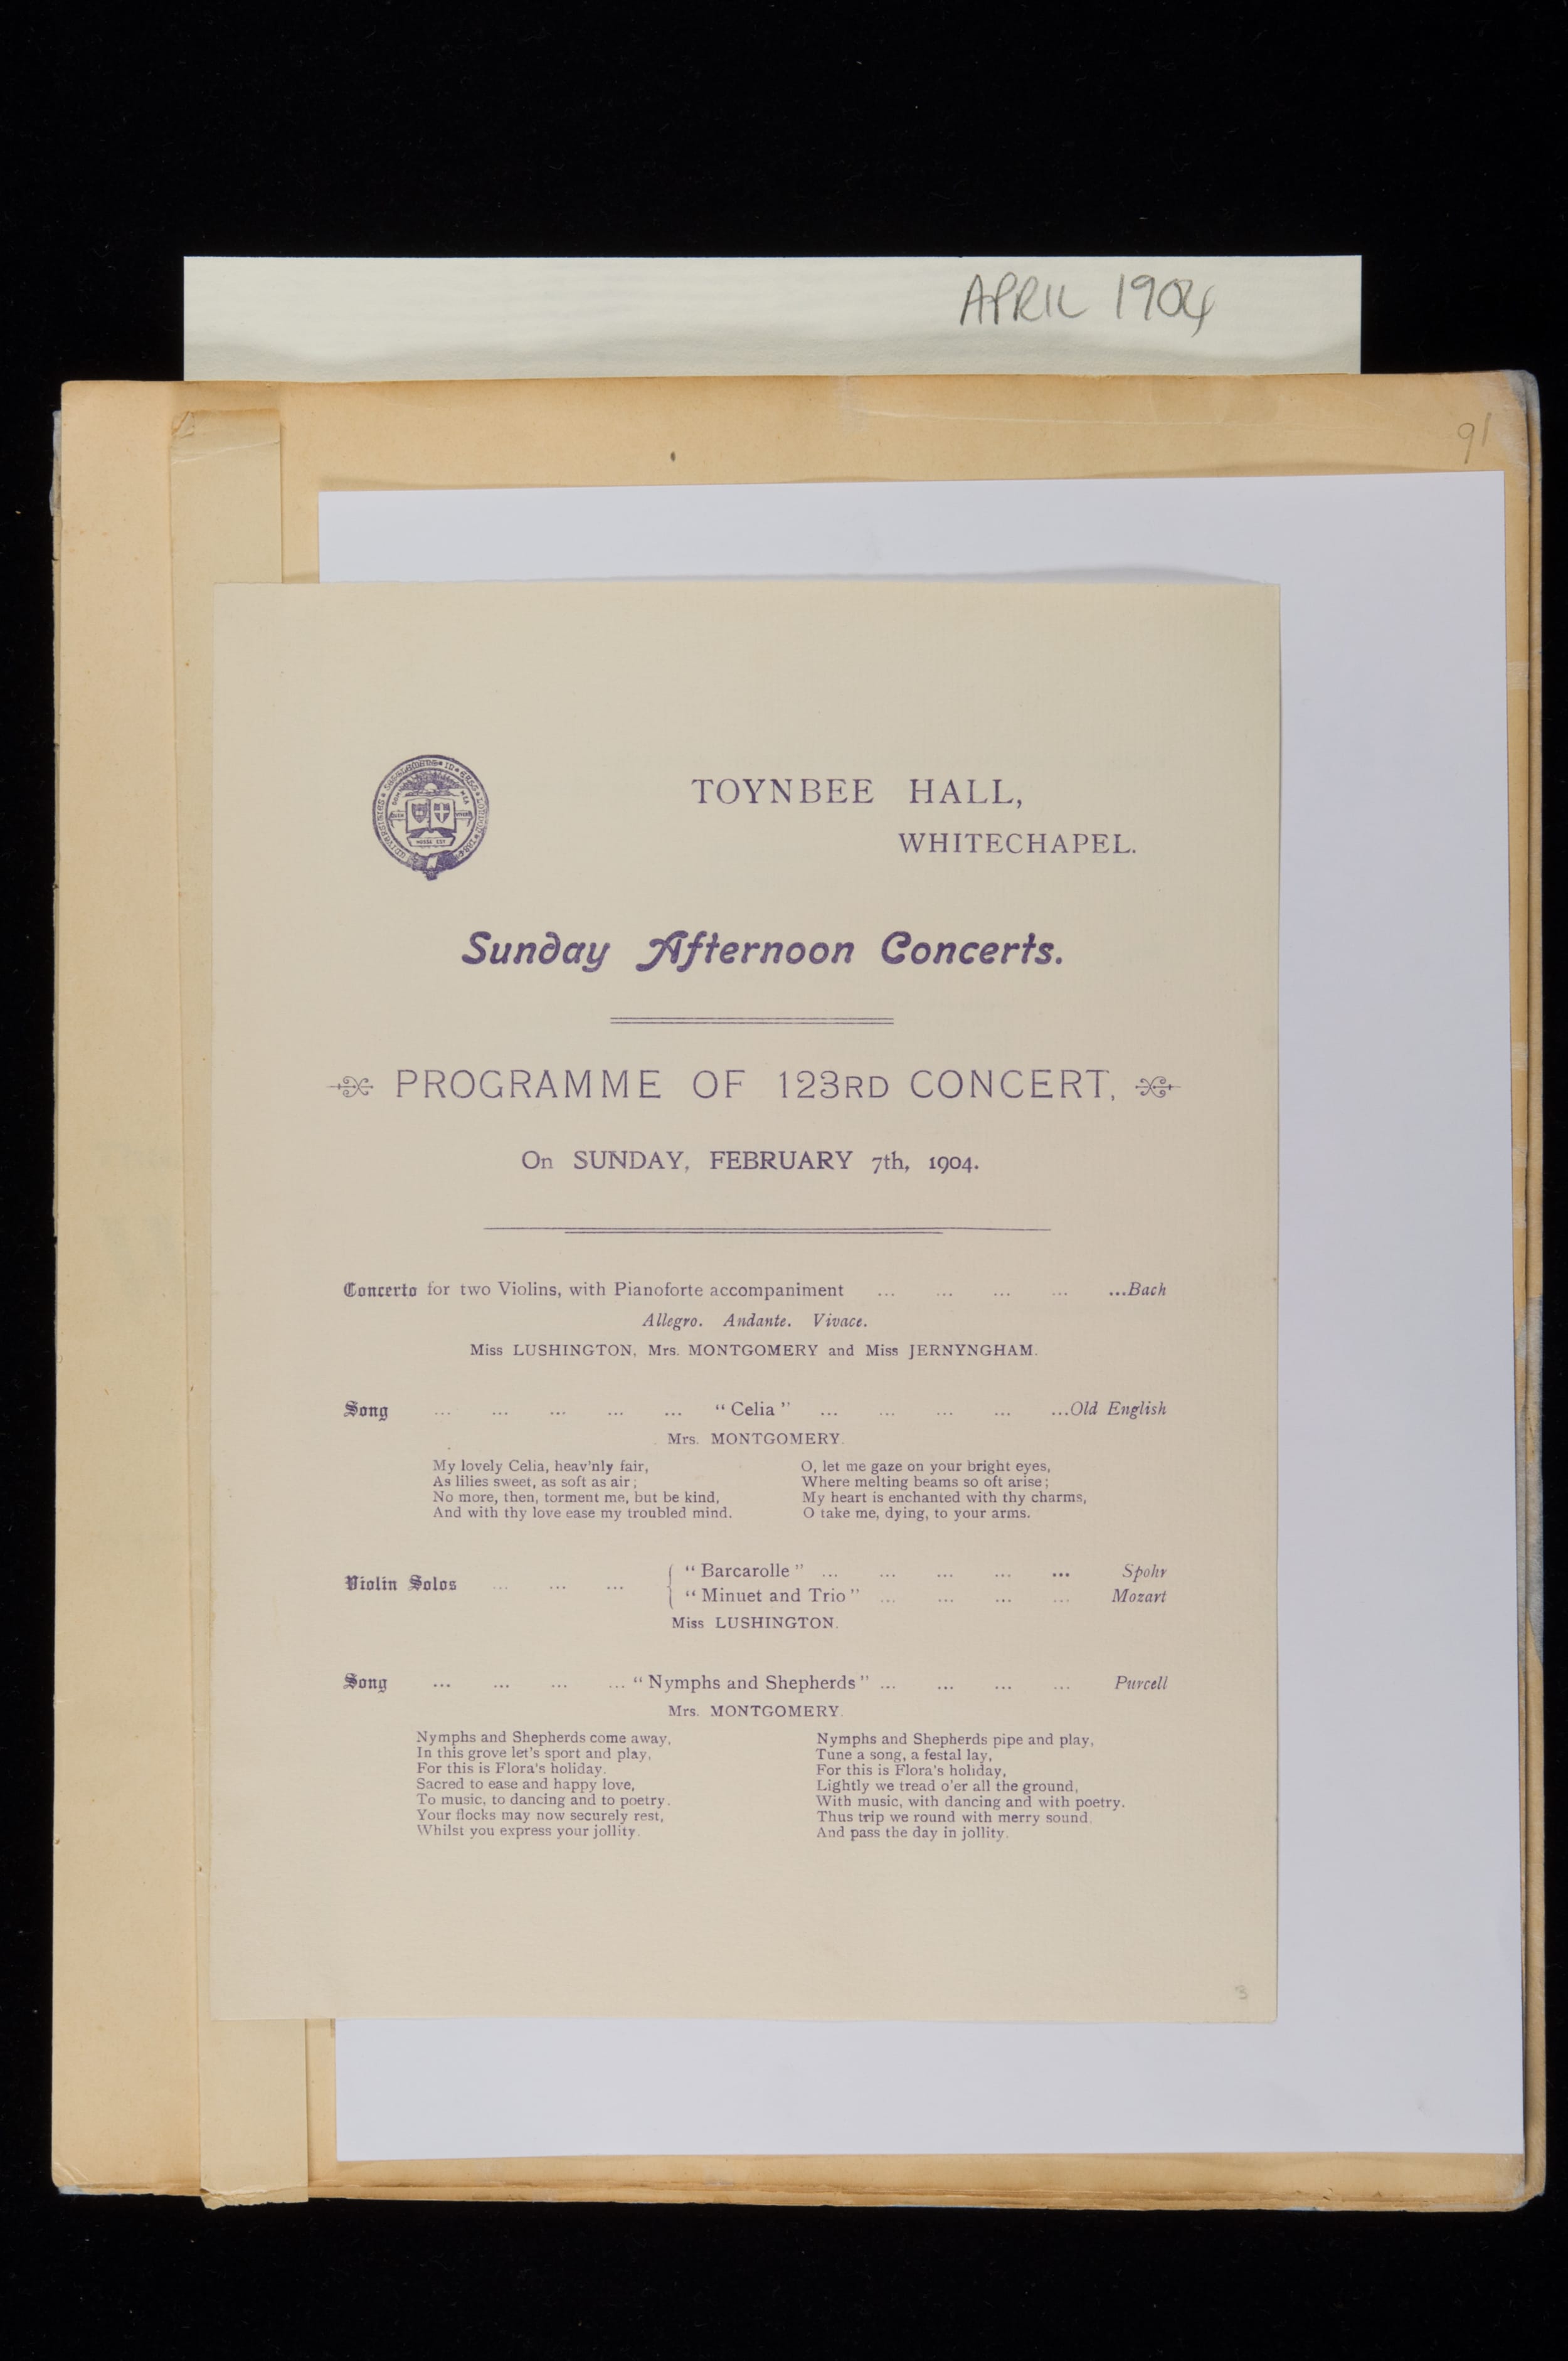 APRIL 1904
91
TOYNBEE HALL,
WHITECHAPEL.
Sunday Afternoon Concerts.
PROGRAMME OF 123RD CONCERT,
On SUNDAY, FEBRUARY 7th, 1904.
Concerto for two Violins, with Pianoforte accompaniment ... ... ... ... ...Bach
Allegro. Andante. Vivace.
Miss LUSHINGTON, Mrs. MONTGOMERY and Miss JERNYNGHAM.
Song ... ... ... ... ... “Celia” ... ... ... ... ...Old English
Mrs. MONTGOMERY.
My lovely Celia, heav'nly fair,
As lilies sweet, as soft as air;
No more, then, torment me, but be kind,
And with thy love ease my troubled mind.
O, let me gaze on your bright eyes,
Where melting beams so oft arise;
My heart is enchanted with thy charms,
O take me, dying, to your arms.
Violin Solos ... ... ...
“Barcarolle” ... ... ... ... ... Spohr
“Minuet and Trio” ... ... ... ... Mozart
Miss LUSHINGTON.
Song ... ... ... ... “Nymphs and Shepherds” ... ... ... ... Purcell
Mrs. MONTGOMERY.
Nymphs and Shepherds come away,
In this grove let's sport and play,
For this is Flora's holiday.
Sacred to ease and happy love,
To music, to dancing and to poetry.
Your flocks may now securely rest,
Whilst you express your jollity.
Nymphs and Shepherds pipe and play,
Tune a song, a festal lay,
For this is Flora's holiday,
Lightly we tread o'er all the ground,
With music, with dancing and with poetry.
Thus trip we round with merry sound.
And pass the day in jollity.
3